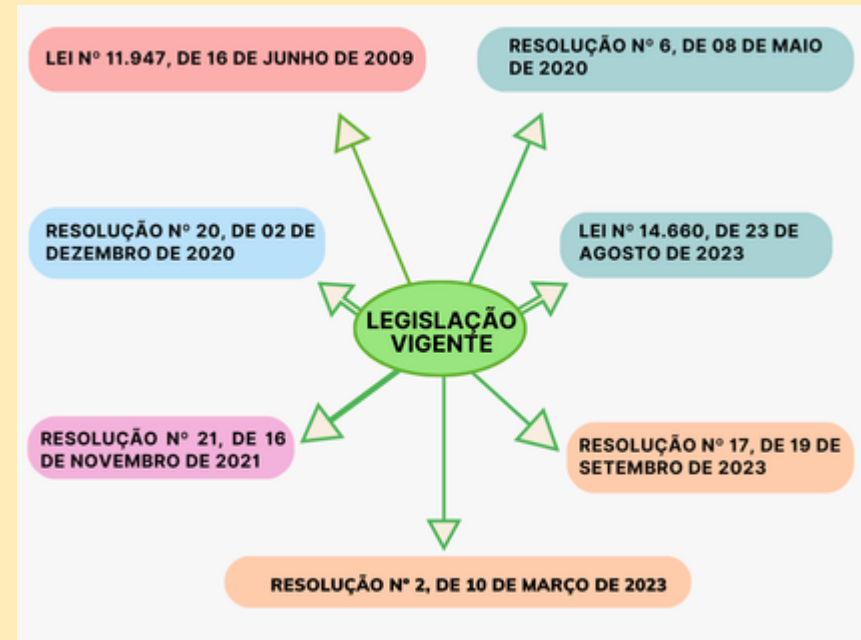 LEI Nº 11.947, DE 16 DE JUNHO DE 2009
RESOLUÇÃO Nº 6, DE 08 DE MAIO
DE 2020
RESOLUÇÃO Nº 20, DE 02 DE
DEZEMBRO DE 2020
LEI Nº 14.660, DE 23 DE
AGOSTO DE 2023
LEGISLAÇÃO
VIGENTE
RESOLUÇÃO Nº 21, DE 16
DE NOVEMBRO DE 2021
RESOLUÇÃO Nº 17, DE 19 DE
SETEMBRO DE 2023
RESOLUÇÃO Nº 2, DE 10 DE MARÇO DE 2023